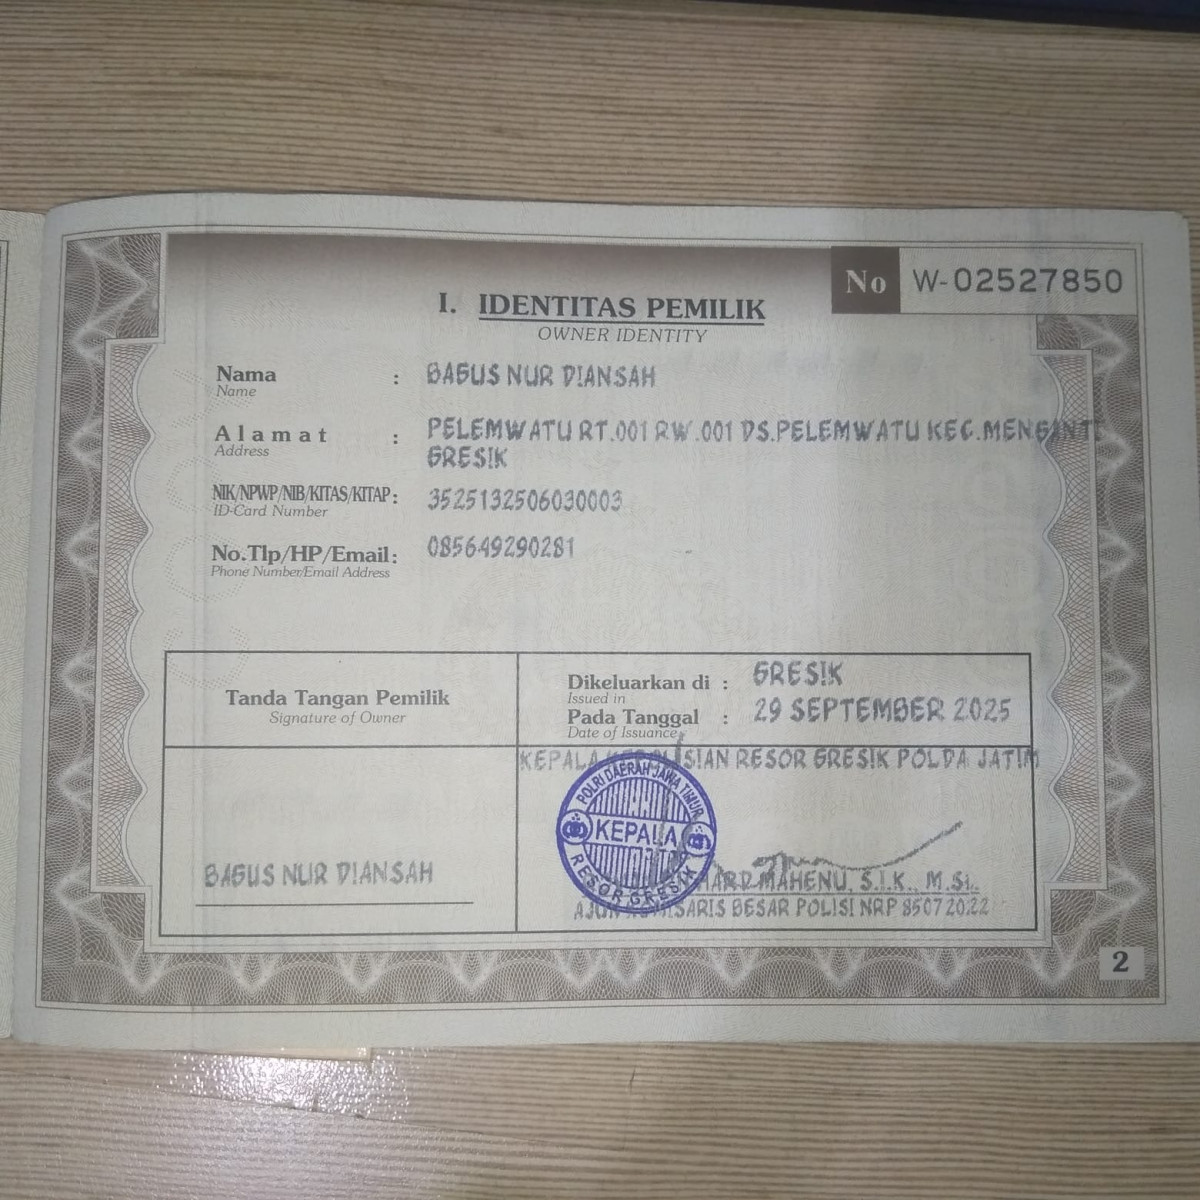 No W-02527850
I. IDENTITAS PEMILIK
OWNER IDENTITY
Nama : BAGUS NUR DIANSAH
Name
Alamat : PELEMWATU RT.001 RW.001 DS.PELEMWATU KEC.MENGANTI
Address
GRESIK
NIK/NPWP/NIB/KITAS/KITAP : 3525132506030003
ID-Card Number
No.Tlp/HP/Email : 085649290281
Phone Number/Email Address
Tanda Tangan Pemilik
Signature of Owner
Dikeluarkan di : GRESIK
Issued in
Pada Tanggal : 29 SEPTEMBER 2025
Date of Issuance
KEPALA KEPOLISIAN RESOR GRESIK POLDA JATIM
POLRI DAERAH JAWA TIMUR
KEPALA
RESOR GRESIK
BAGUS NUR DIANSAH
MAHENU, S.I.K., M.Si.
BESAR POLISI NRP 85072022
2